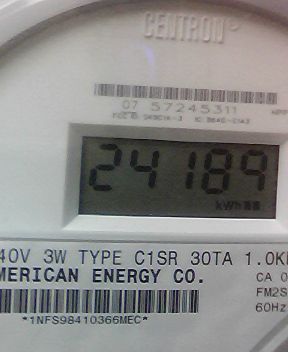 CENTRON®
07 57245311
24189
kWh
40V 3W TYPE C1SR 30TA 1.0K
MERICAN ENERGY CO.
CA 0
FM2S
60Hz
*1NFS98410366MEC*